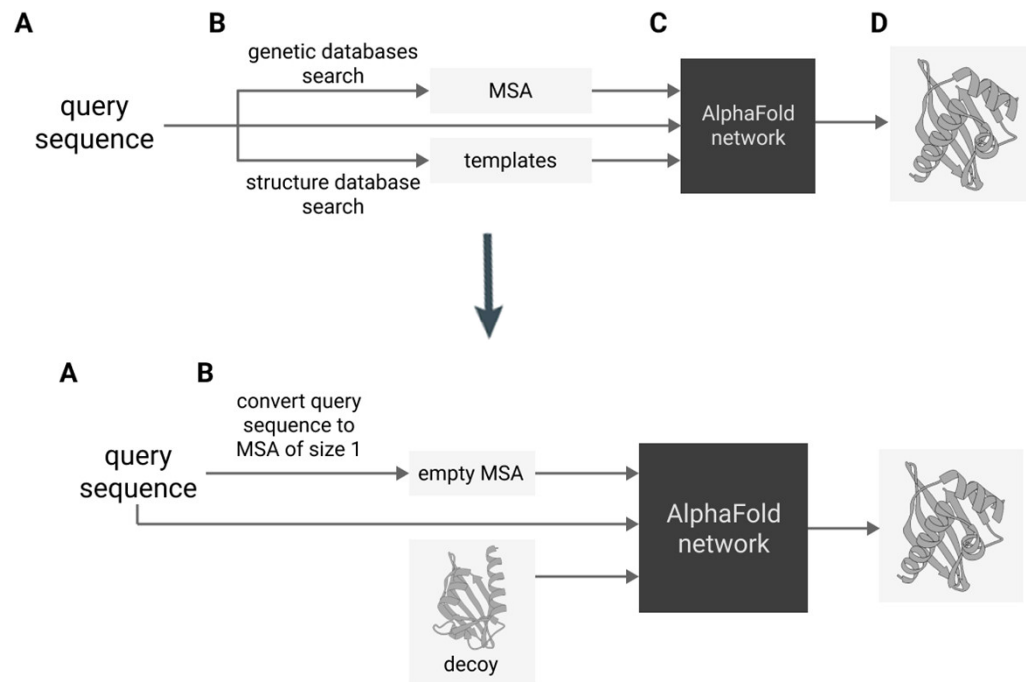 A
B
C
D
genetic databases
search
query
sequence
MSA
AlphaFold
network
templates
structure database
search
A
B
convert query
sequence to
MSA of size 1
query
sequence
empty MSA
AlphaFold
network
decoy